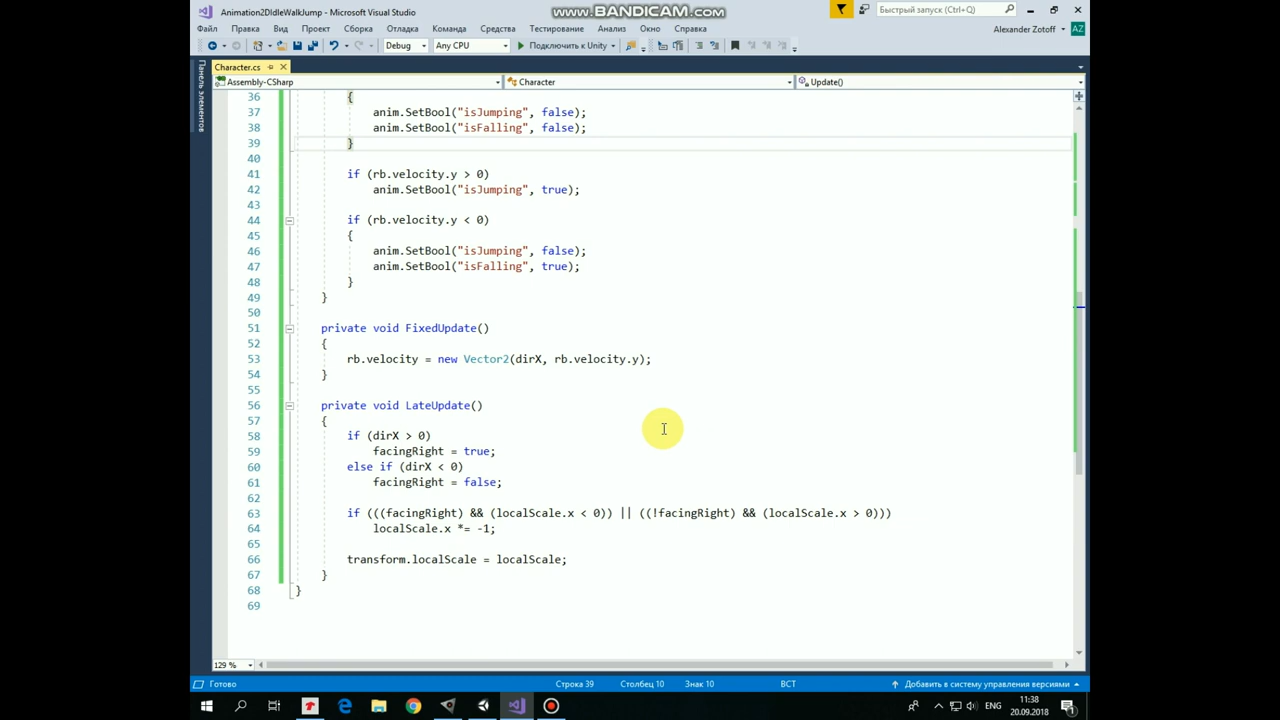 Animation2DIdleWalkJump - Microsoft Visual Studio
www.BANDICAM.com
Быстрый запуск (Ctrl+Q)
Файл Правка Вид Проект Сборка Отладка Команда Средства Тестирование Анализ Окно Справка
Alexander Zotoff AZ
Debug Any CPU Подключить к Unity
Панель элементов
Character.cs
Assembly-CSharp Character Update()
36 {
37 anim.SetBool("isJumping", false);
38 anim.SetBool("isFalling", false);
39 }
40
41 if (rb.velocity.y > 0)
42 anim.SetBool("isJumping", true);
43
44 if (rb.velocity.y < 0)
45 {
46 anim.SetBool("isJumping", false);
47 anim.SetBool("isFalling", true);
48 }
49 }
50
51 private void FixedUpdate()
52 {
53 rb.velocity = new Vector2(dirX, rb.velocity.y);
54 }
55
56 private void LateUpdate()
57 {
58 if (dirX > 0)
59 facingRight = true;
60 else if (dirX < 0)
61 facingRight = false;
62
63 if (((facingRight) && (localScale.x < 0)) || ((!facingRight) && (localScale.x > 0)))
64 localScale.x *= -1;
65
66 transform.localScale = localScale;
67 }
68 }
69
129 %
Готово Строка 39 Столбец 10 Знак 10 ВСТ Добавить в систему управления версиями
ENG 11:38
20.09.2018 1